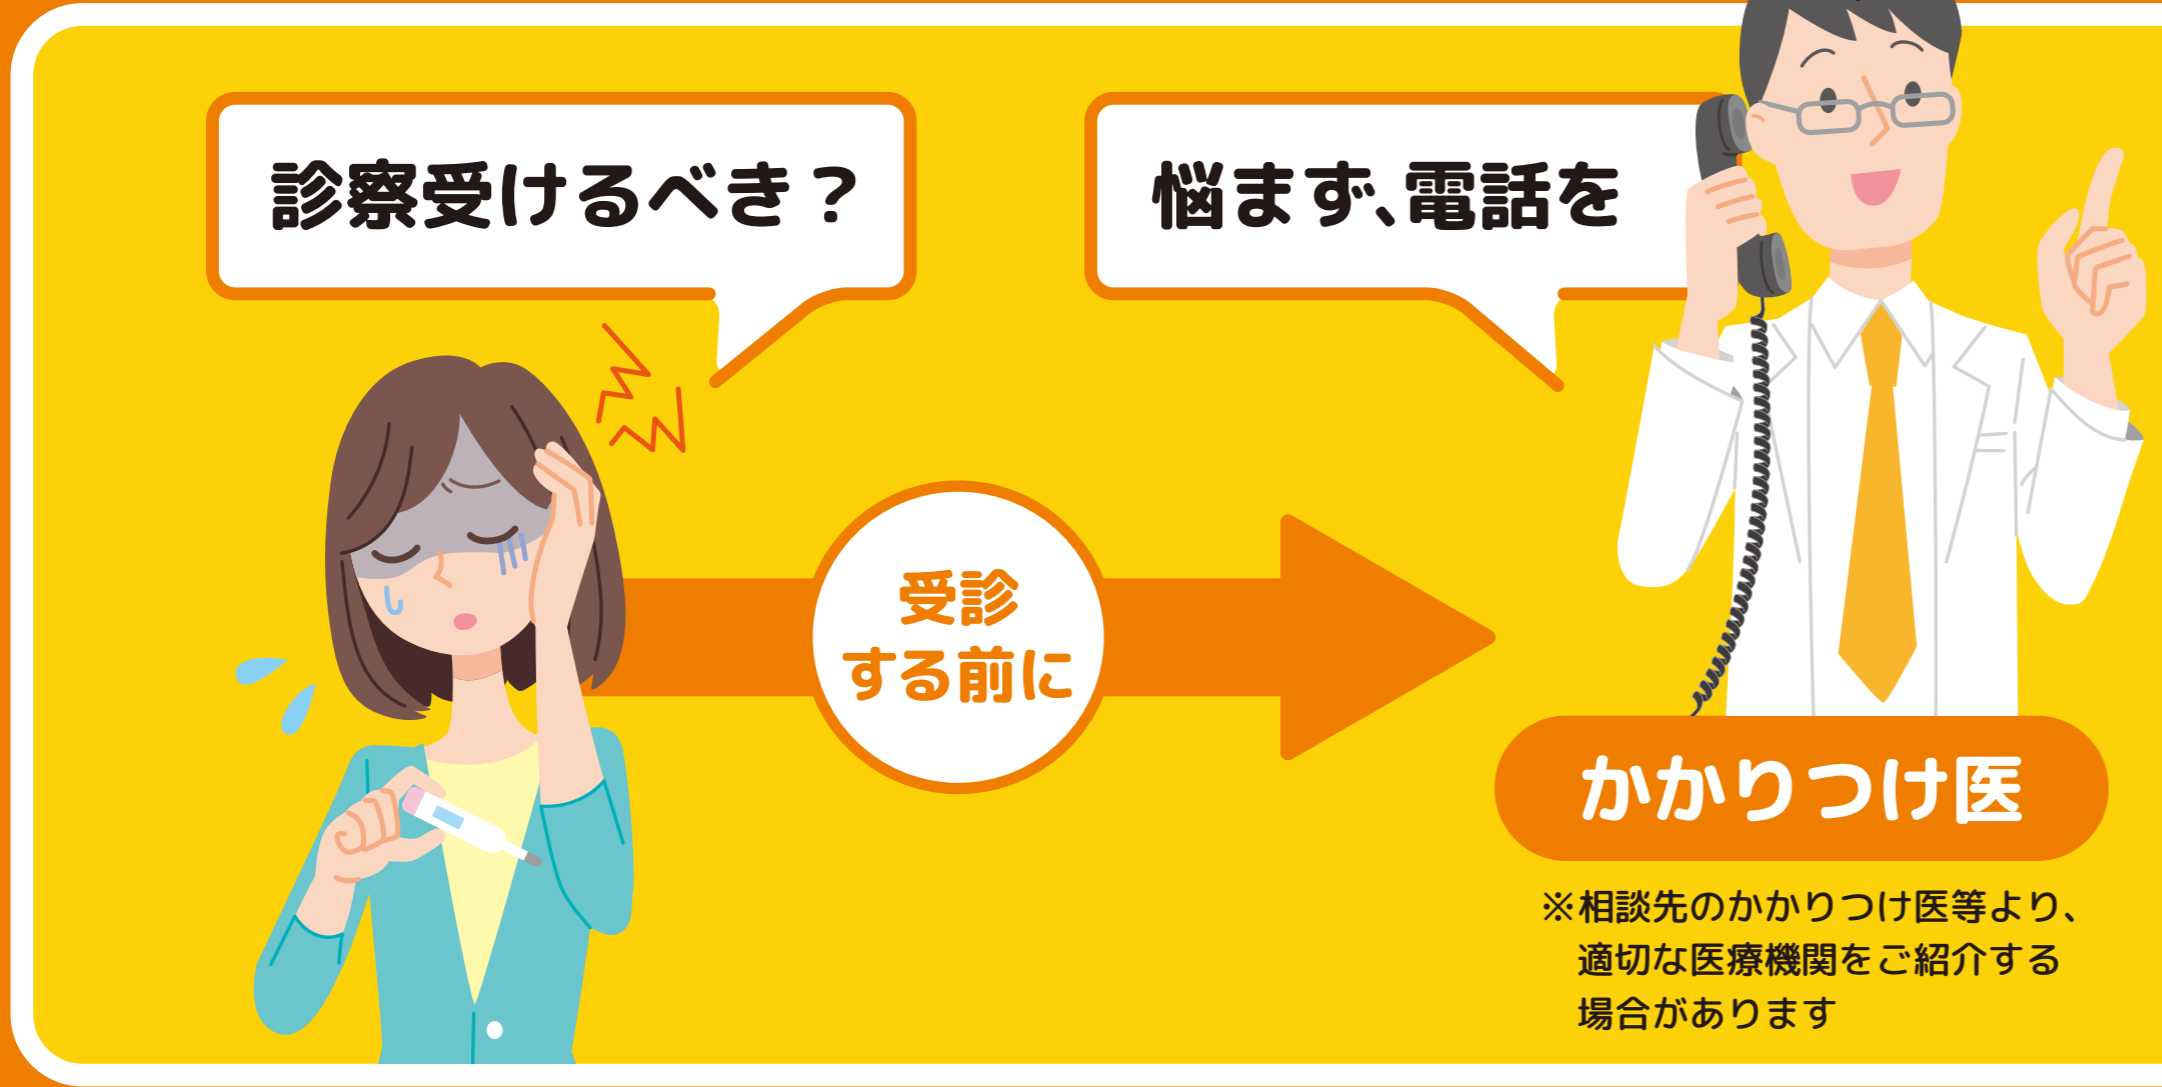 診察受けるべき？
悩まず、電話を
受診
する前に
かかりつけ医
※相談先のかかりつけ医等より、
適切な医療機関をご紹介する
場合があります